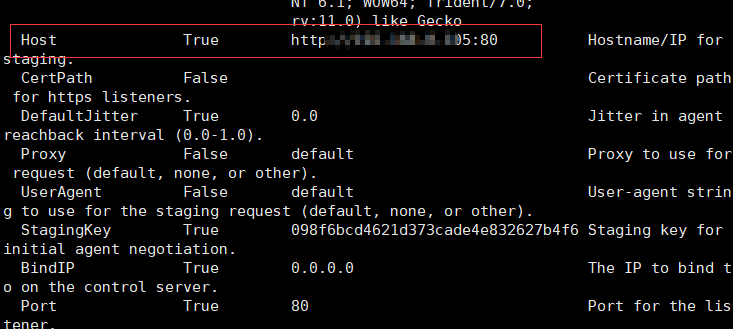 NT 6.1; WOW64; Trident/7.0;
rv:11.0) like Gecko
Host True http 05:80 Hostname/IP for
staging.
CertPath False Certificate path
for https listeners.
DefaultJitter True 0.0 Jitter in agent
reachback interval (0.0-1.0).
Proxy False default Proxy to use for
request (default, none, or other).
UserAgent False default User-agent strin
g to use for the staging request (default, none, or other).
StagingKey True 098f6bcd4621d373cade4e832627b4f6 Staging key for
initial agent negotiation.
BindIP True 0.0.0.0 The IP to bind t
o on the control server.
Port True 80 Port for the lis
tener.